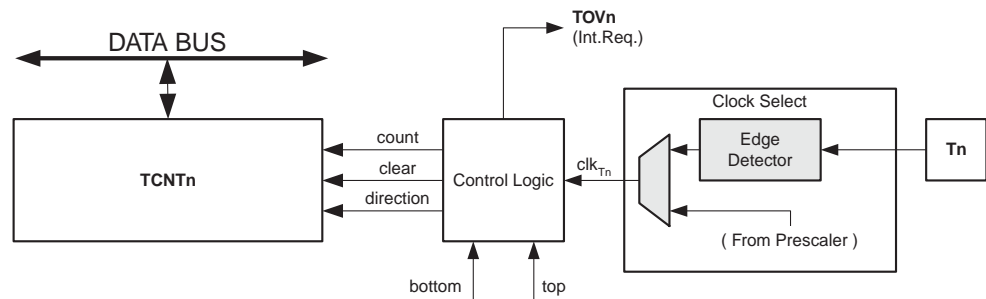 DATA BUS
TOVn
(Int.Req.)
Clock Select
count
Edge
Detector
Tn
TCNTn
clear
Control Logic
clkTn
direction
( From Prescaler )
bottom
top